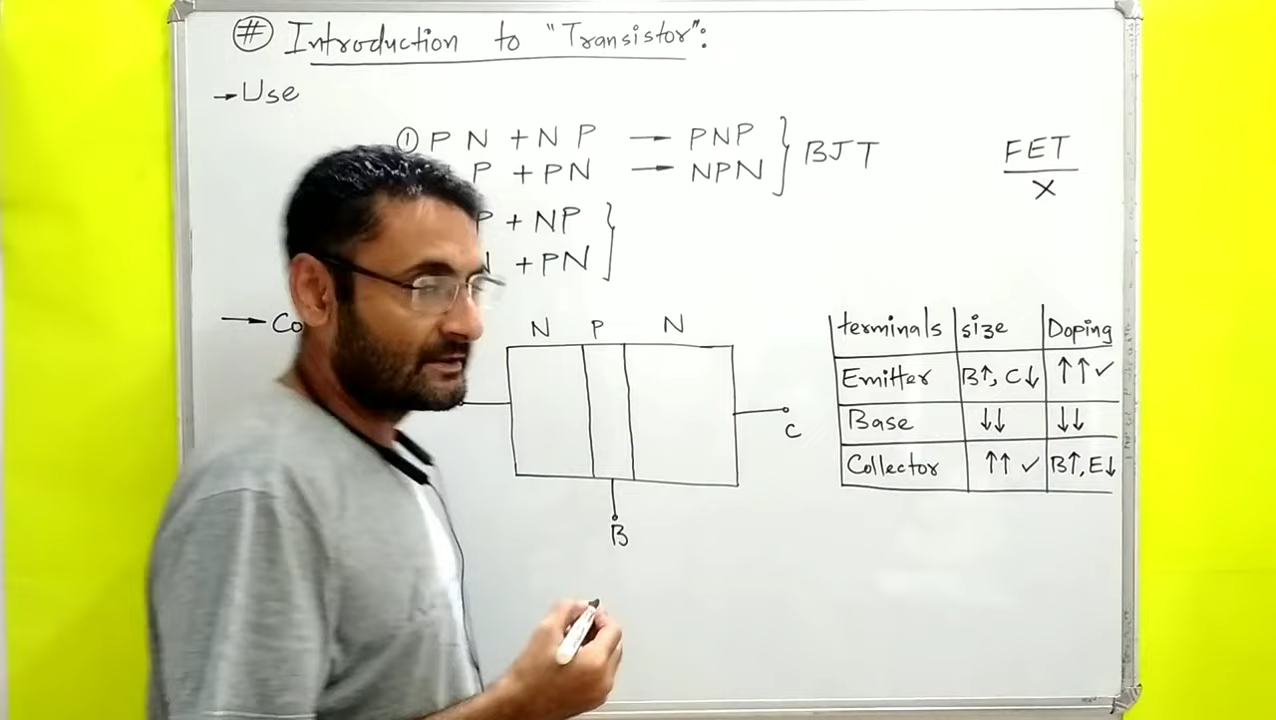 # Introduction to "Transistor":
→ Use
① P N + N P → PNP } BJT
P + PN → NPN
P + NP }
+ PN
FET
X
→ Co
N P N
C
B
terminals size Doping
Emitter B↑, C↓ ↑↑ ✓
Base ↓↓ ↓↓
Collector ↑↑ ✓ B↑, E↓